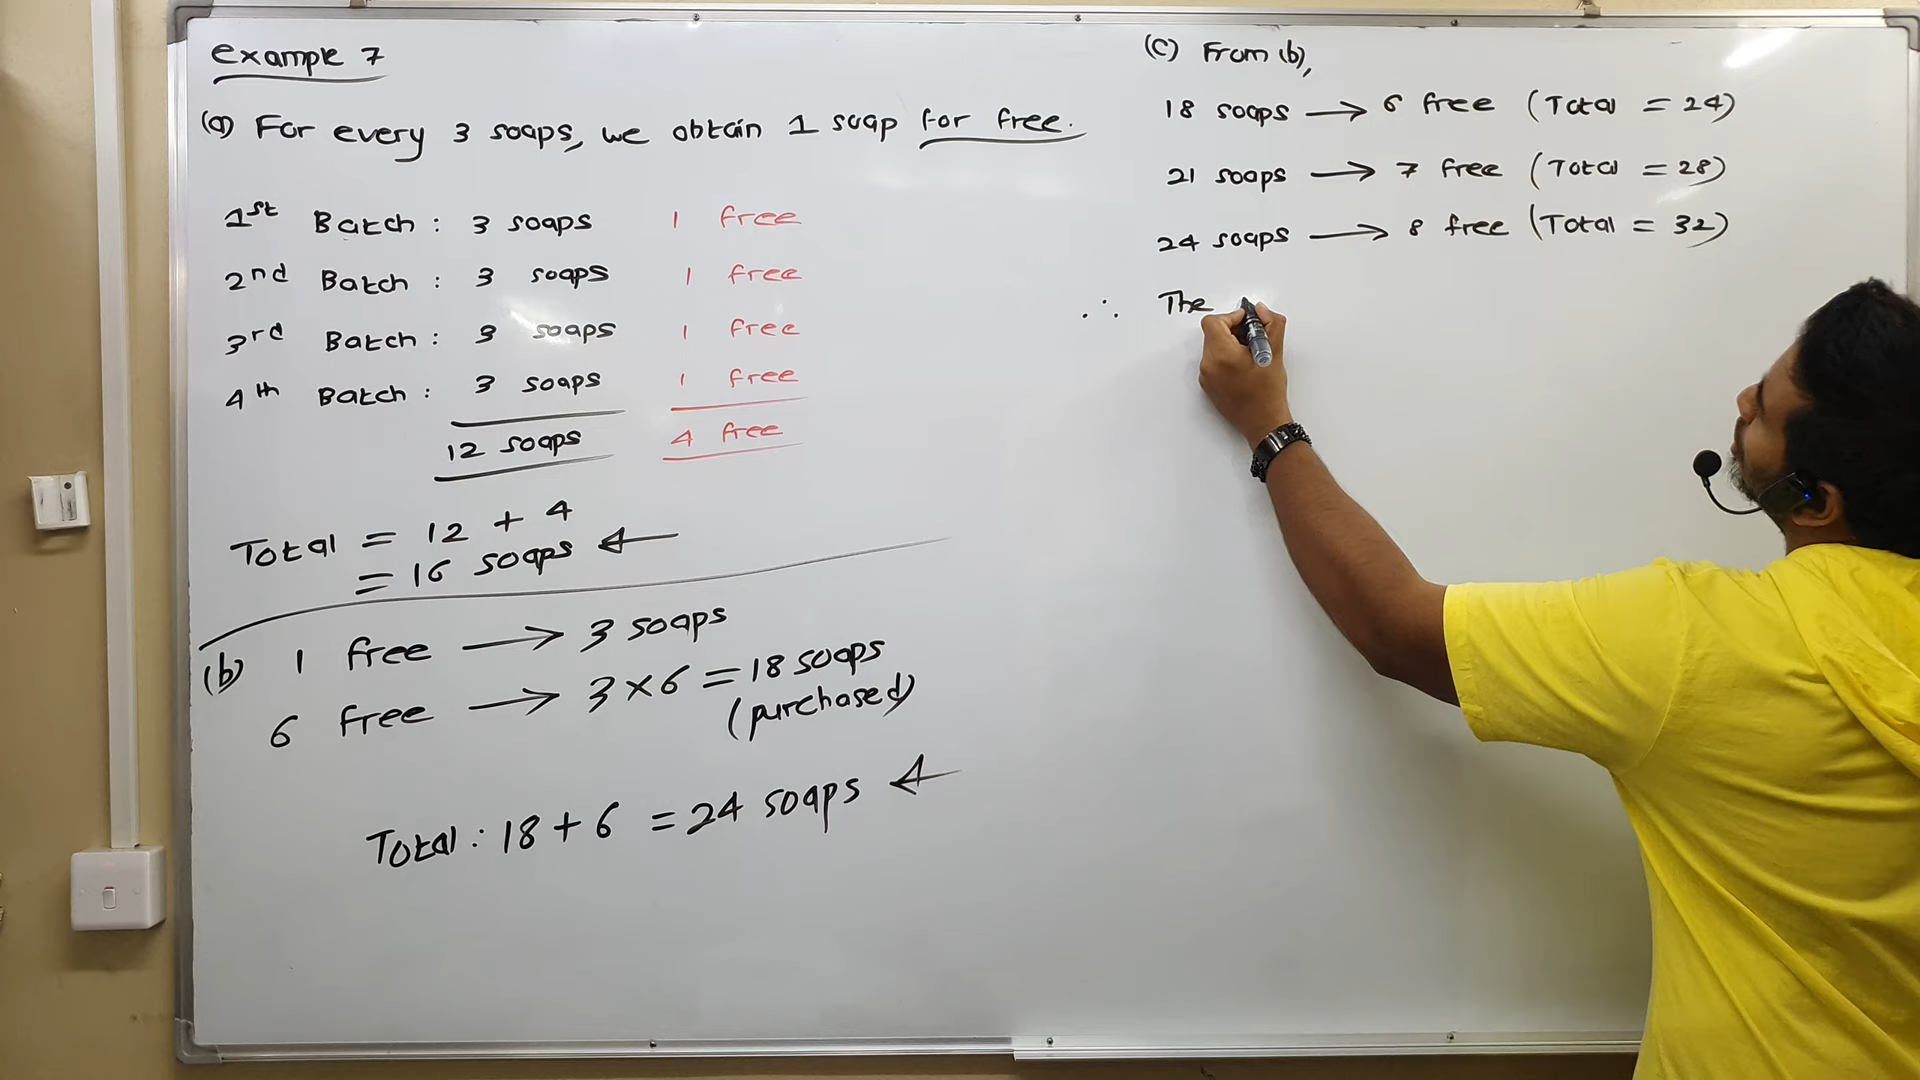 example 7
(a) For every 3 soaps, we obtain 1 soap for free.
1st Batch : 3 soaps 1 free
2nd Batch : 3 soaps 1 free
3rd Batch : 3 soaps 1 free
4th Batch : 3 soaps 1 free
12 soaps 4 free
Total = 12 + 4
= 16 soaps ←
(b) 1 free → 3 soaps
6 free → 3 × 6 = 18 soaps
(purchased)
Total : 18 + 6 = 24 soaps ←
(c) From (b),
18 soaps → 6 free (Total = 24)
21 soaps → 7 free (Total = 28)
24 soaps → 8 free (Total = 32)
∴ The